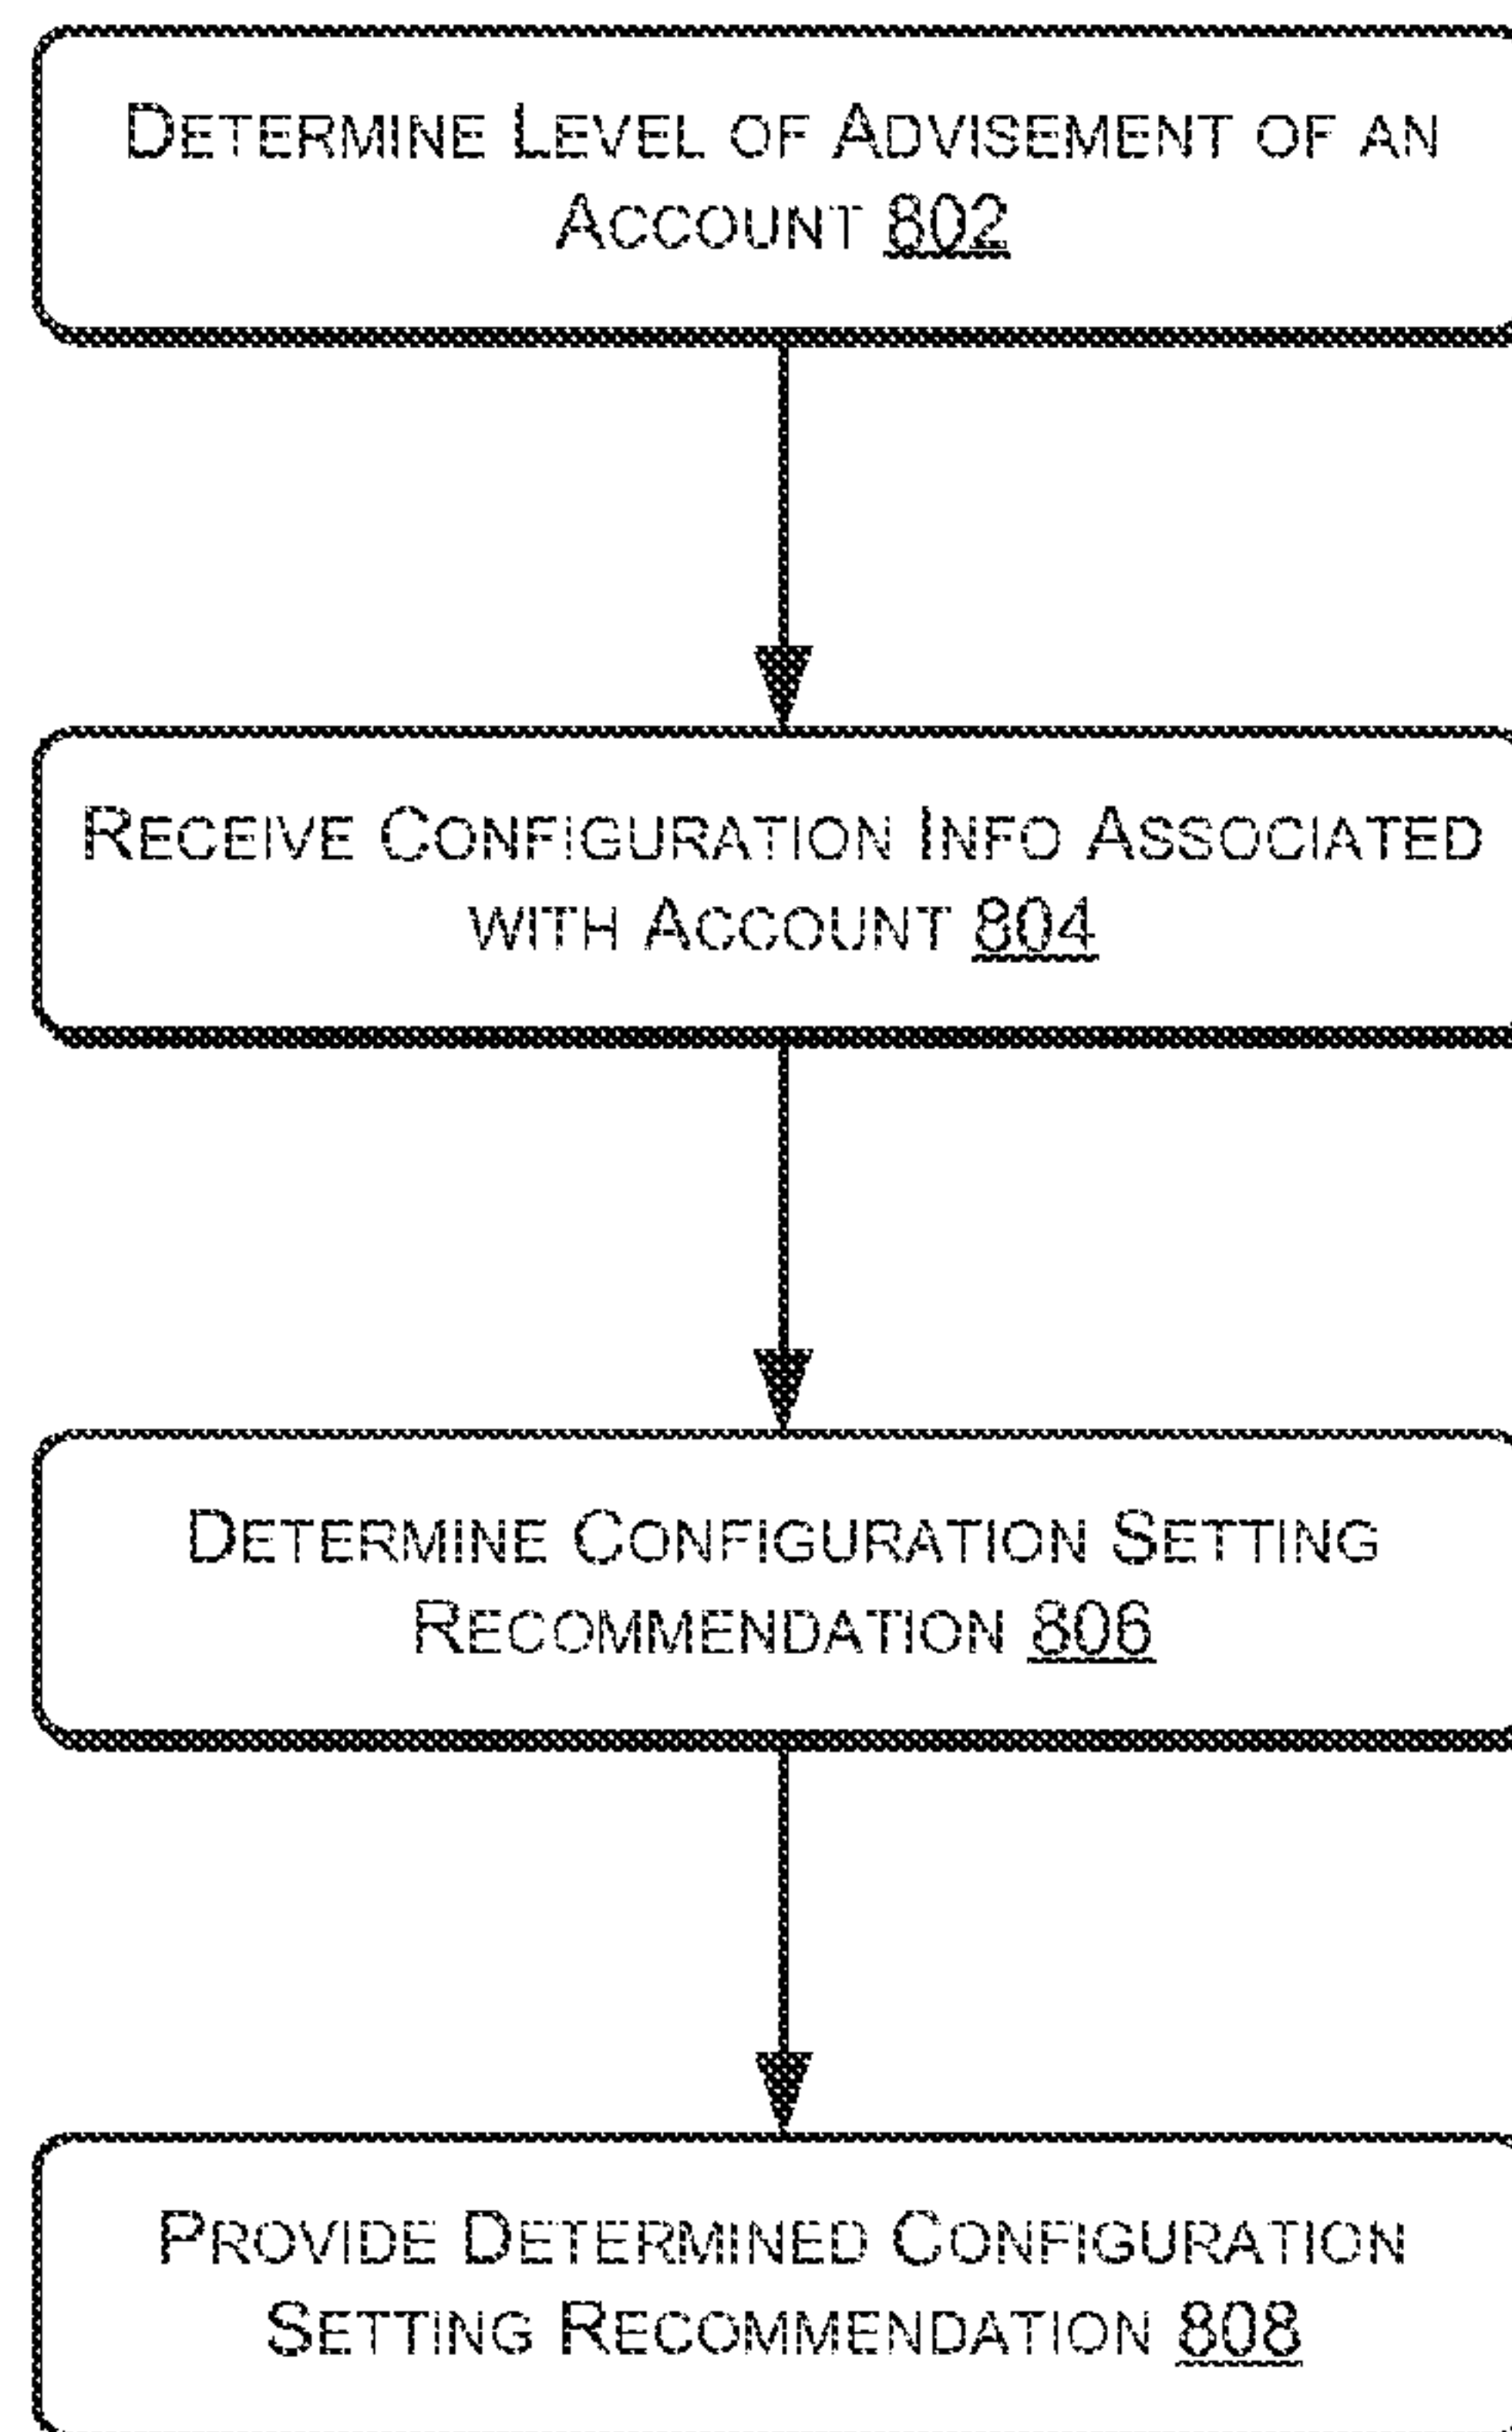 DETERMINE LEVEL OF ADVISEMENT OF AN
ACCOUNT 802
RECEIVE CONFIGURATION INFO ASSOCIATED
WITH ACCOUNT 804
DETERMINE CONFIGURATION SETTING
RECOMMENDATION 806
PROVIDE DETERMINED CONFIGURATION
SETTING RECOMMENDATION 808